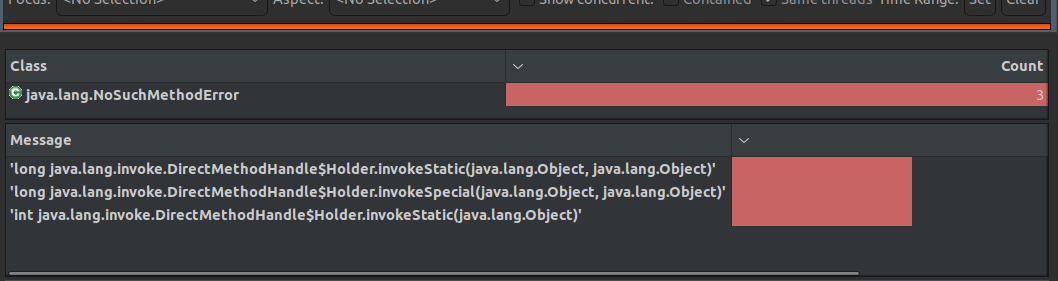 Focus: <No Selection> Aspect: <No Selection> Show concurrent: Contained Same threads Time Range: Set Clear
Class Count
java.lang.NoSuchMethodError 3
Message
'long java.lang.invoke.DirectMethodHandle$Holder.invokeStatic(java.lang.Object, java.lang.Object)'
'long java.lang.invoke.DirectMethodHandle$Holder.invokeSpecial(java.lang.Object, java.lang.Object)'
'int java.lang.invoke.DirectMethodHandle$Holder.invokeStatic(java.lang.Object)'